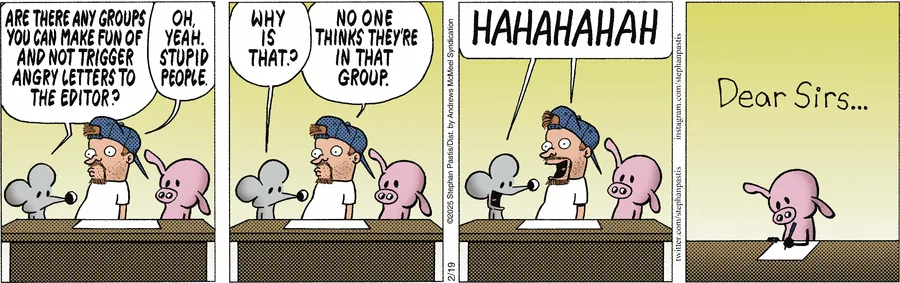 ARE THERE ANY GROUPS
YOU CAN MAKE FUN OF
AND NOT TRIGGER
ANGRY LETTERS TO
THE EDITOR?
OH,
YEAH.
STUPID
PEOPLE.
WHY
IS
THAT?
NO ONE
THINKS THEY'RE
IN THAT
GROUP.
©2025 Stephan Pastis/Dist. by Andrews McMeel Syndication
2/19
HAHAHAHAH
twitter.com/stephanpastis
instagram.com/stephanpastis
Dear Sirs...